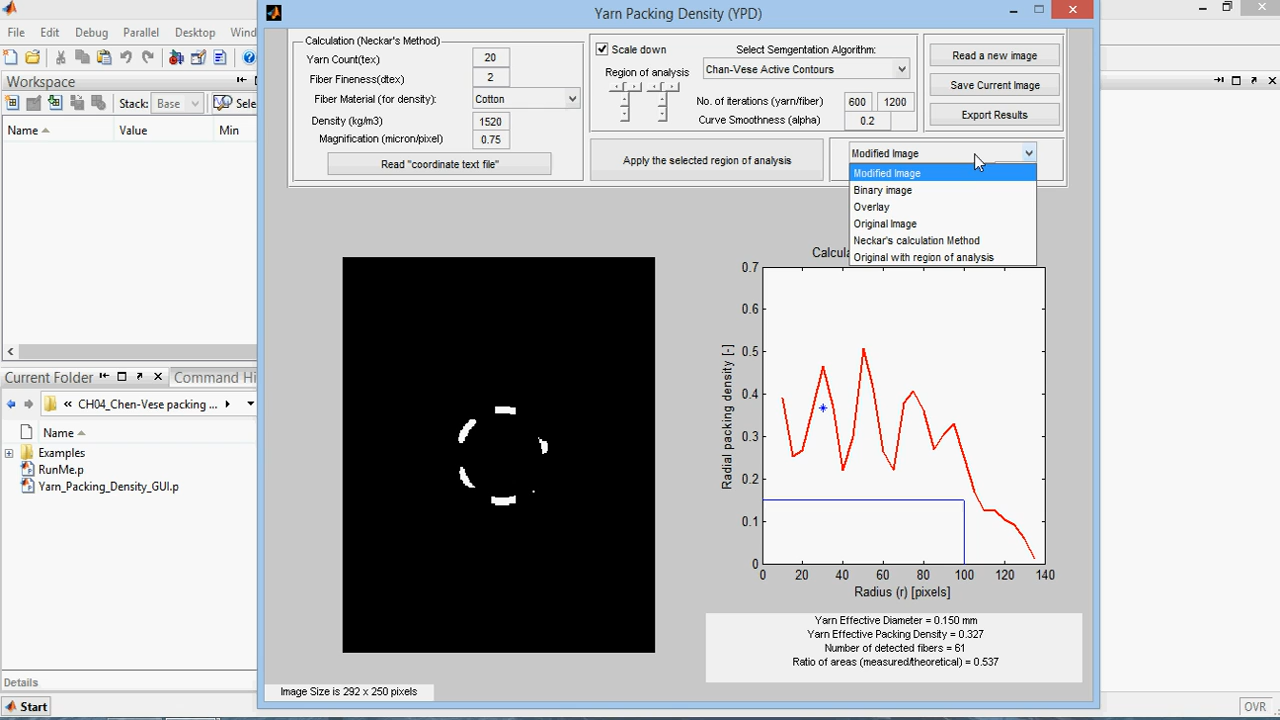 Yarn Packing Density (YPD)
File Edit Debug Parallel Desktop Wind
Workspace
Stack: Base Sele
Name Value Min
Current Folder Command Hi
« CH04_Chen-Vese packing ...
Name
Examples
RunMe.p
Yarn_Packing_Density_GUI.p
Details
Start
OVR
Calculation (Neckar's Method)
Yarn Count(tex) 20
Fiber Fineness(dtex) 2
Fiber Material (for density): Cotton
Density (kg/m3) 1520
Magnification (micron/pixel) 0.75
Read "coordinate text file"
Scale down
Region of analysis
Select Semgentation Algorithm:
Chan-Vese Active Contours
No. of iterations (yarn/fiber) 600 1200
Curve Smoothness (alpha) 0.2
Apply the selected region of analysis
Read a new image
Save Current Image
Export Results
Modified Image
Modified Image
Binary image
Overlay
Original Image
Neckar's calculation Method
Original with region of analysis
Calcula
0.7
0.6
0.5
0.4
0.3
0.2
0.1
0
Radial packing density [-]
0 20 40 60 80 100 120 140
Radius (r) [pixels]
Yarn Effective Diameter = 0.150 mm
Yarn Effective Packing Density = 0.327
Number of detected fibers = 61
Ratio of areas (measured/theoretical) = 0.537
Image Size is 292 x 250 pixels